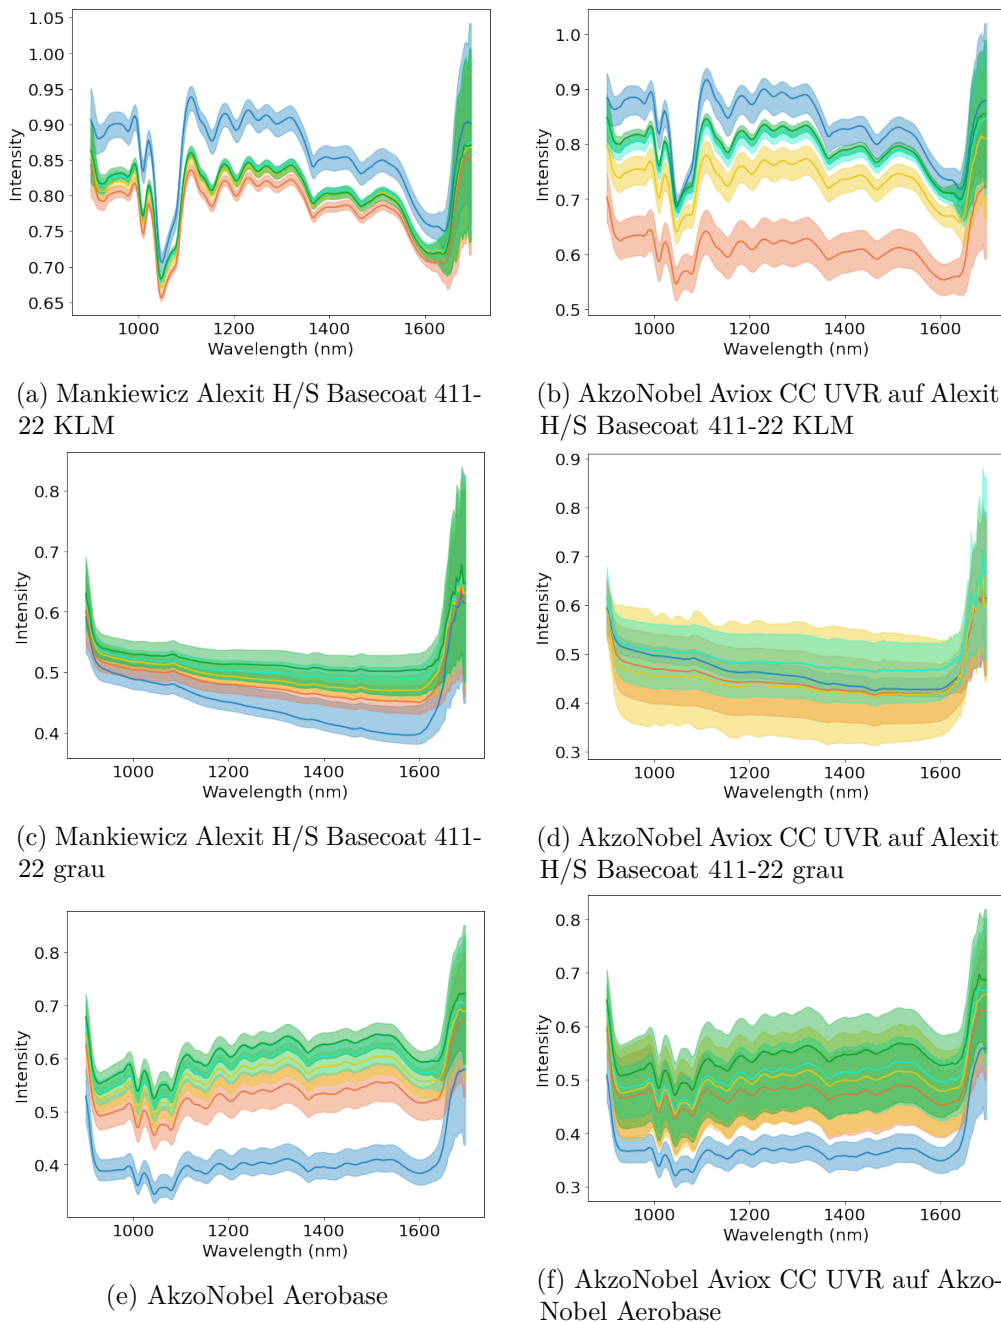 1.05
1.00
0.95
0.90
0.85
0.80
0.75
0.70
0.65
Intensity
1000
1200
1400
1600
Wavelength (nm)
1.0
0.9
0.8
0.7
0.6
0.5
Intensity
1000
1200
1400
1600
Wavelength (nm)
(a) Mankiewicz Alexit H/S Basecoat 411-
22 KLM
(b) AkzoNobel Aviox CC UVR auf Alexit
H/S Basecoat 411-22 KLM
0.8
0.7
0.6
0.5
0.4
Intensity
1000
1200
1400
1600
Wavelength (nm)
0.9
0.8
0.7
0.6
0.5
0.4
0.3
Intensity
1000
1200
1400
1600
Wavelength (nm)
(c) Mankiewicz Alexit H/S Basecoat 411-
22 grau
(d) AkzoNobel Aviox CC UVR auf Alexit
H/S Basecoat 411-22 grau
0.8
0.7
0.6
0.5
0.4
Intensity
1000
1200
1400
1600
Wavelength (nm)
0.8
0.7
0.6
0.5
0.4
0.3
Intensity
1000
1200
1400
1600
Wavelength (nm)
(e) AkzoNobel Aerobase
(f) AkzoNobel Aviox CC UVR auf Akzo-
Nobel Aerobase